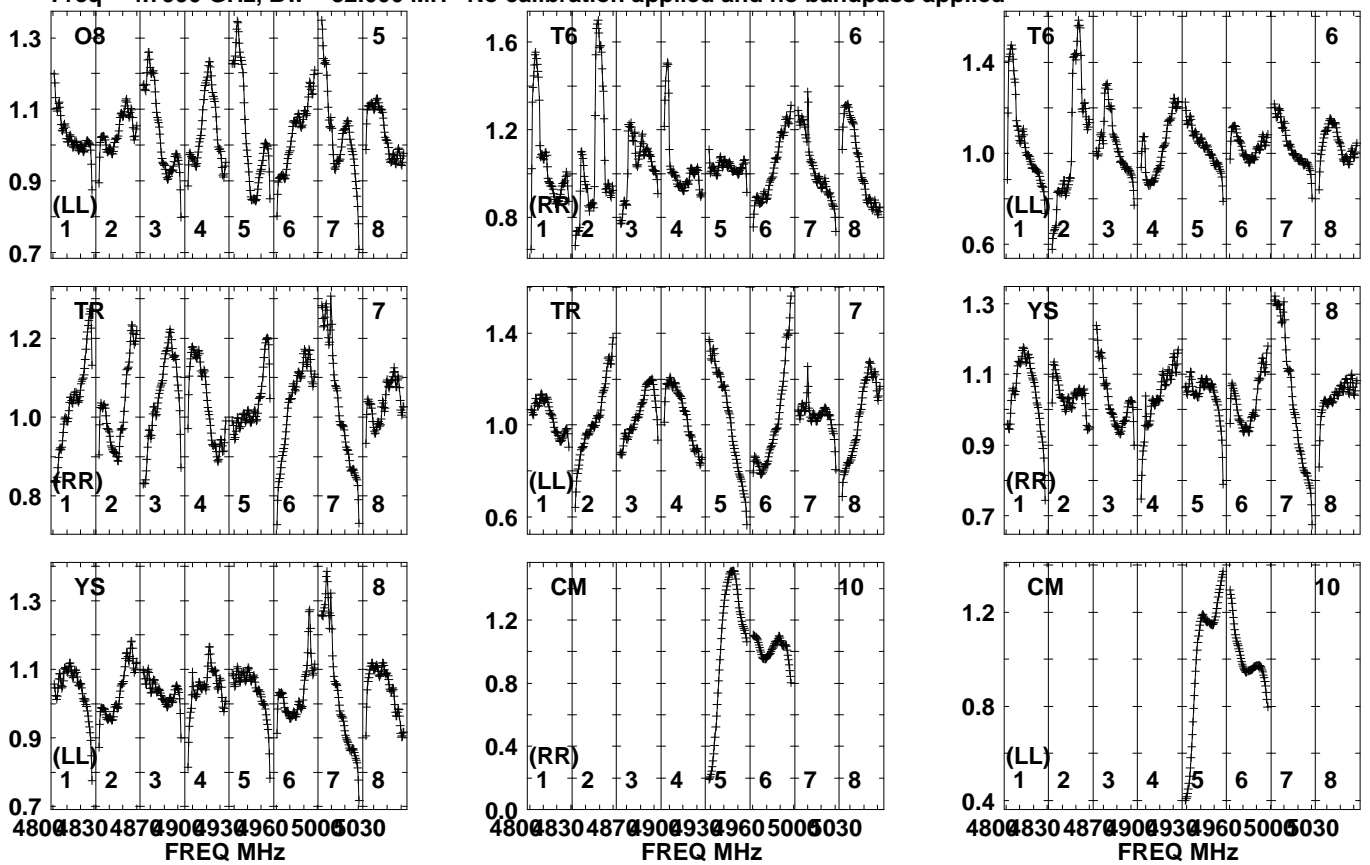 No calibration applied and no bandpass applied
1.3 1.1 0.9 0.7 O8 5 (LL) 1 2 3 4 5 6 7 8
1.6 1.2 0.8 T6 6 (RR) 1 2 3 4 5 6 7 8
1.4 1.0 0.6 T6 6 (LL) 1 2 3 4 5 6 7 8
1.2 1.0 0.8 TR 7 (RR) 1 2 3 4 5 6 7 8
1.4 1.0 0.6 TR 7 (LL) 1 2 3 4 5 6 7 8
1.3 1.1 0.9 0.7 YS 8 (RR) 1 2 3 4 5 6 7 8
1.3 1.1 0.9 0.7 YS 8 (LL) 1 2 3 4 5 6 7 8
1.2 0.8 0.4 0.0 CM 10 (RR) 1 2 3 4 5 6 7 8
1.2 0.8 0.4 CM 10 (LL) 1 2 3 4 5 6 7 8
4800 4830 4870 4900 4930 4960 5000 5030
FREQ MHz
4800 4830 4870 4900 4930 4960 5000 5030
FREQ MHz
4800 4830 4870 4900 4930 4960 5000 5030
FREQ MHz